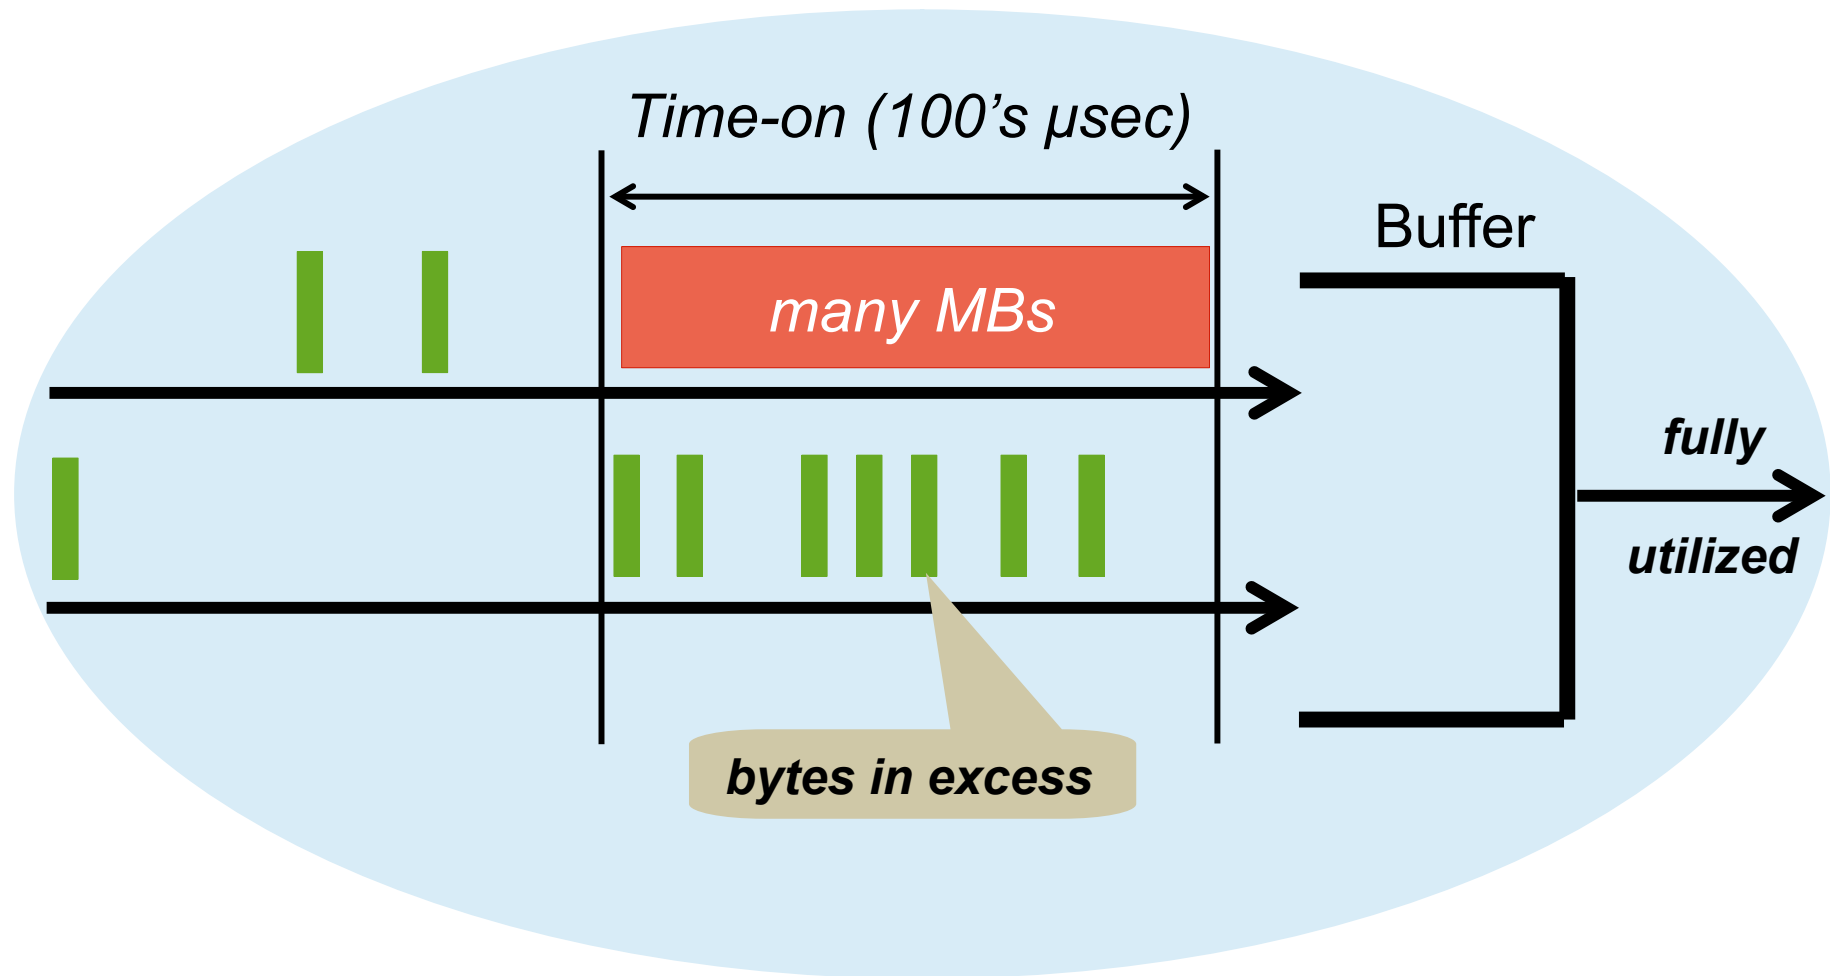 Time-on (100’s µsec)
Buffer
many MBs
fully
utilized
bytes in excess